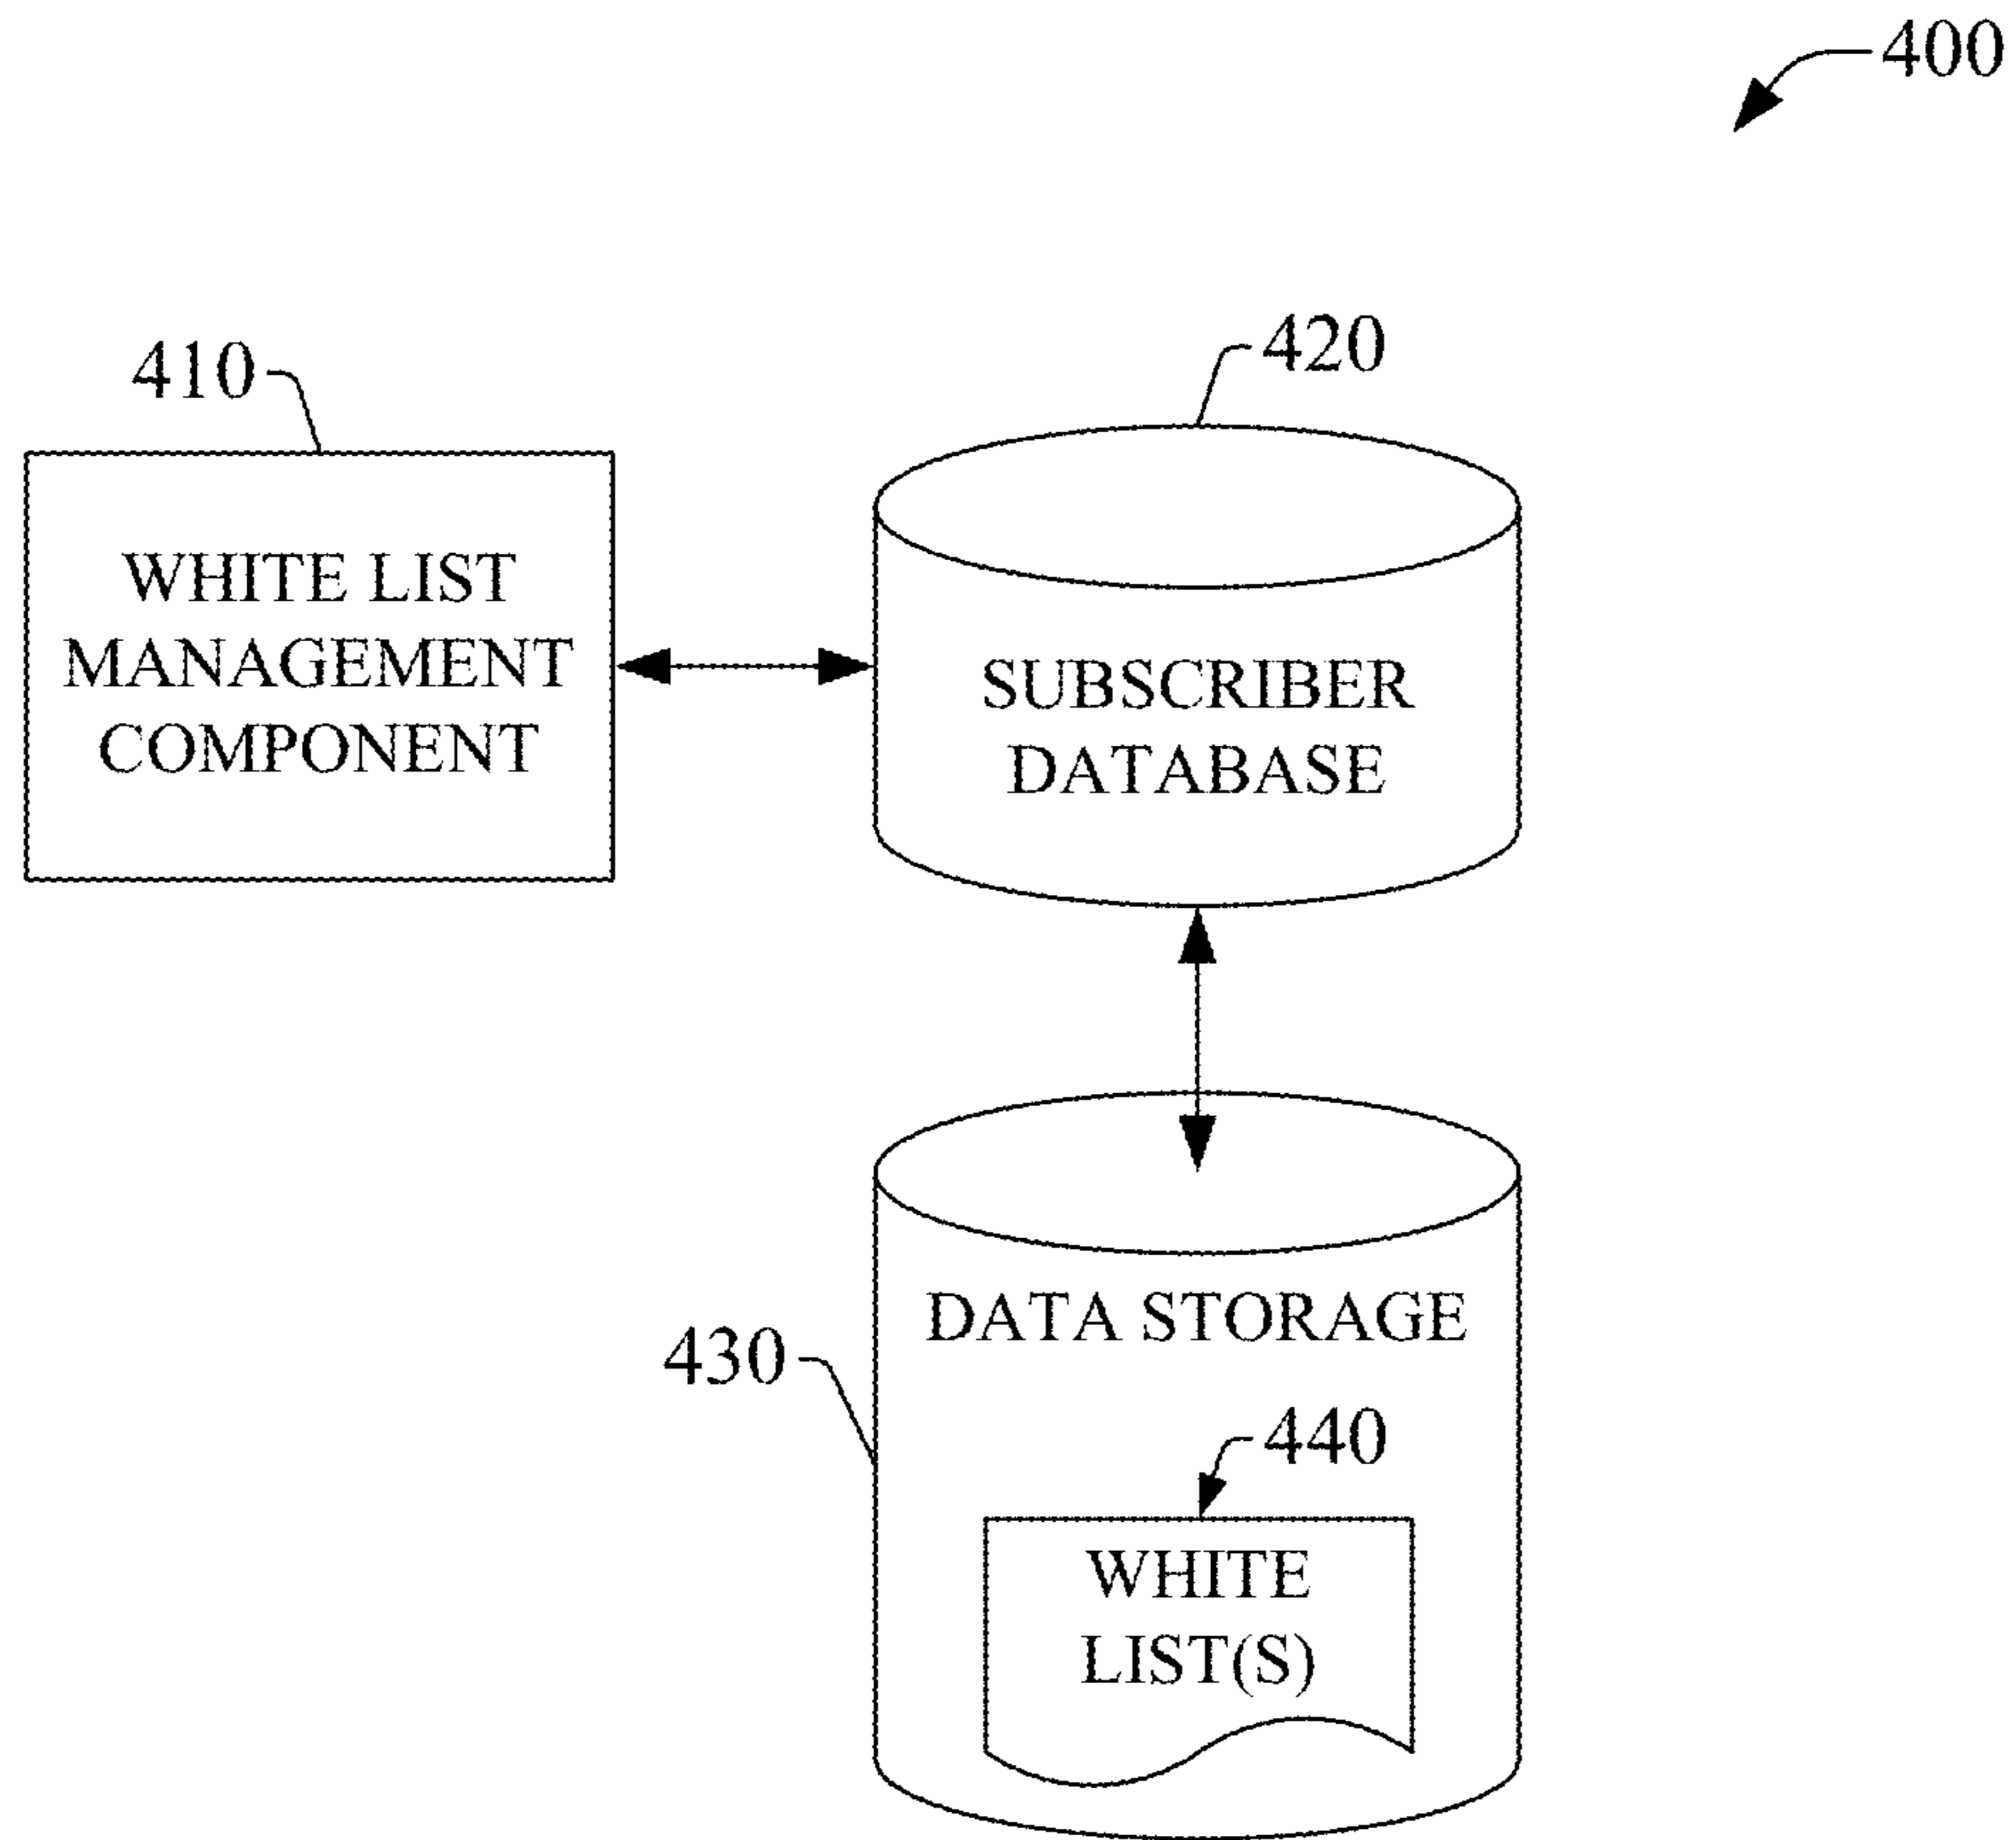 400
410
420
WHITE LIST
MANAGEMENT
COMPONENT
SUBSCRIBER
DATABASE
430
DATA STORAGE
440
WHITE
LIST(S)